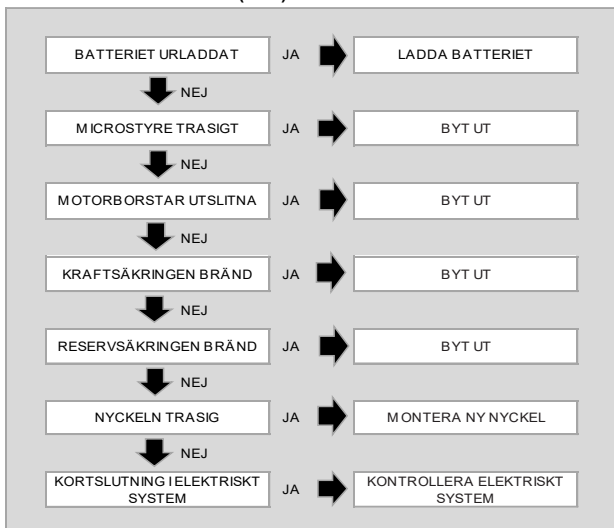 BATTERIET URLADDAT JA LADDA BATTERIET
NEJ
MICROSTYRE TRASIGT JA BYT UT
NEJ
MOTORBORSTAR UTSLITNA JA BYT UT
NEJ
KRAFTSÄKRINGEN BRÄND JA BYT UT
NEJ
RESERVSÄKRINGEN BRÄND JA BYT UT
NEJ
NYCKELN TRASIG JA MONTERA NY NYCKEL
NEJ
KORTSLUTNING I ELEKTRISKT
SYSTEM
JA
KONTROLLERA ELEKTRISKT
SYSTEM